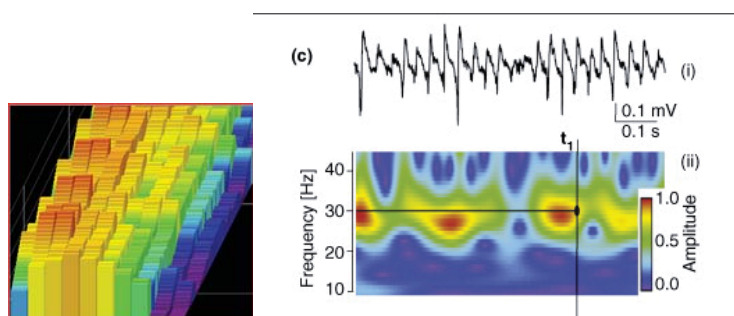 (c)
(i)
0.1 mV
0.1 s
t1
(ii)
Frequency [Hz]
40
30
20
10
1.0
0.5
0.0
Amplitude